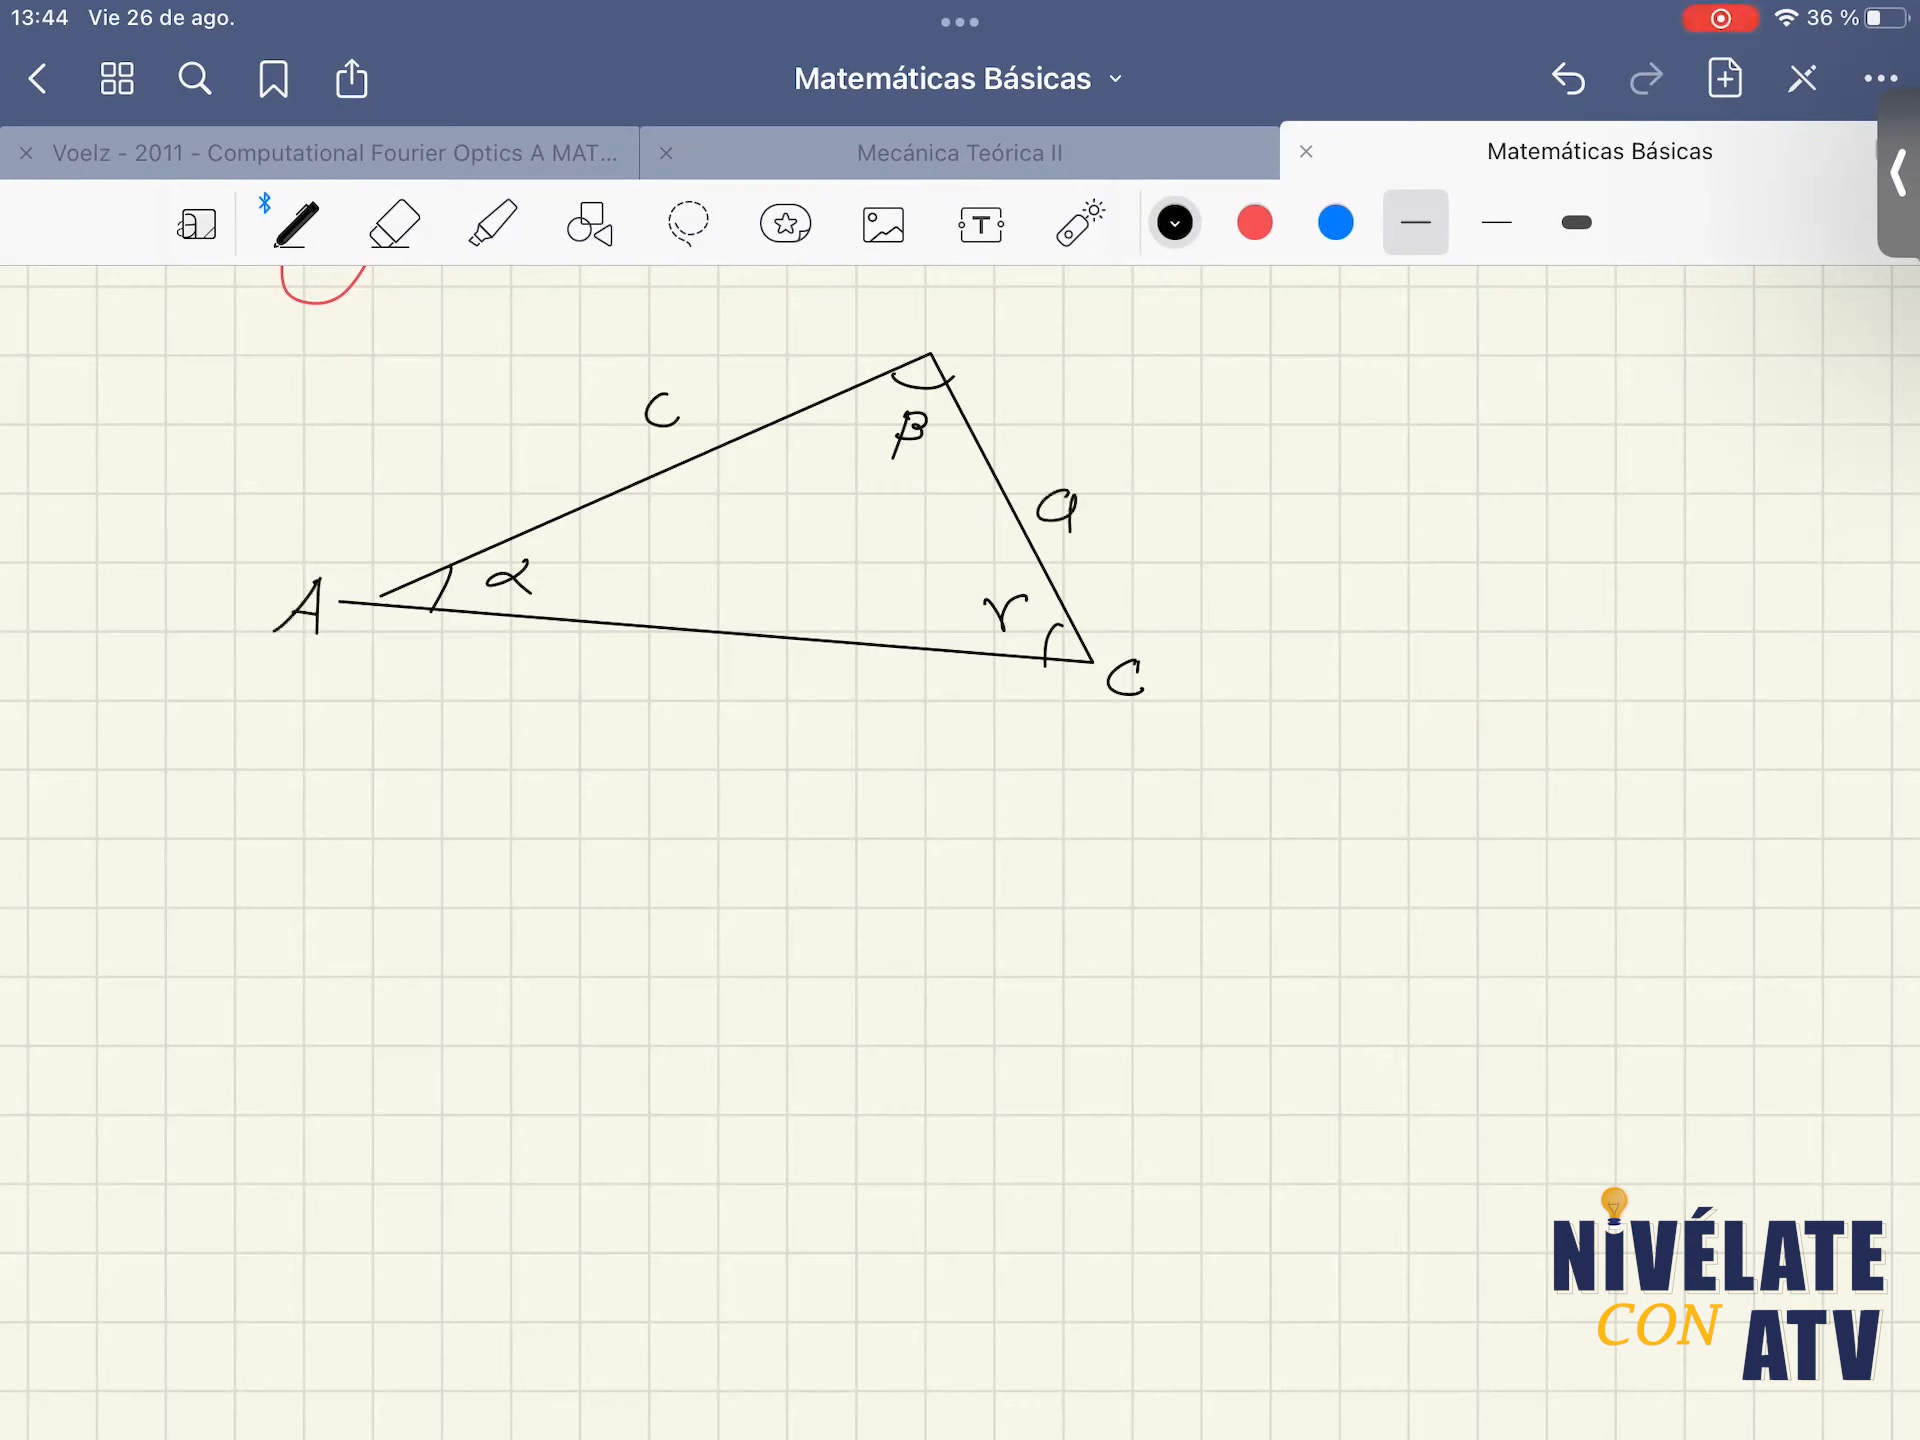 13:44 Vie 26 de ago.
36 %
Matemáticas Básicas
Voelz - 2011 - Computational Fourier Optics A MAT...
Mecánica Teórica II
Matemáticas Básicas
a
T
c
β
a
α
A
γ
C
NIVÉLATE
CON
ATV